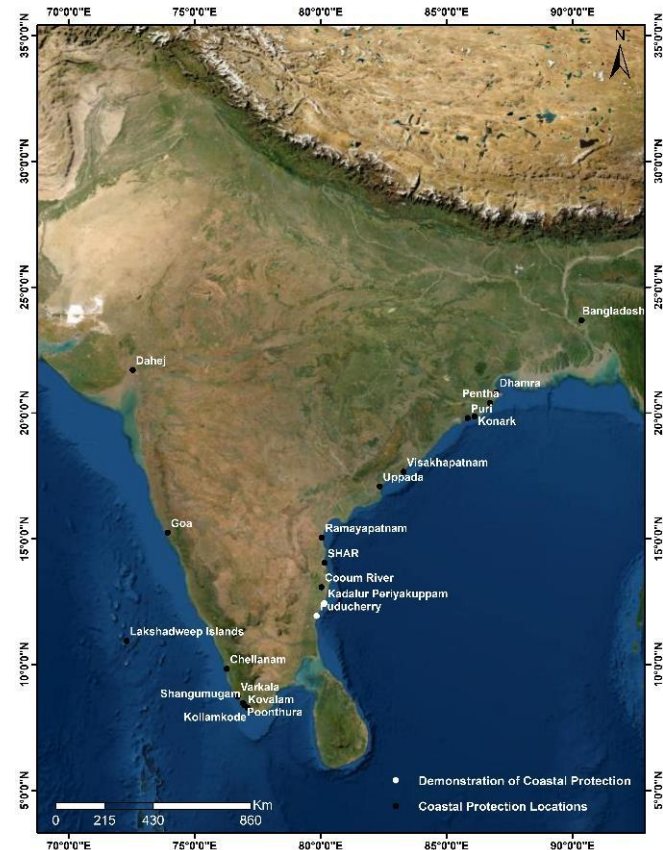 70°0'0"E 75°0'0"E 80°0'0"E 85°0'0"E 90°0'0"E
35°0'0"N 35°0'0"N
N
30°0'0"N 30°0'0"N
25°0'0"N 25°0'0"N
Bangladesh
Dahej
Dhamra
Pentha
20°0'0"N 20°0'0"N
Puri
Konark
Visakhapatnam
Uppada
Goa
Ramayapatnam
15°0'0"N 15°0'0"N
SHAR
Cooum River
Kadalur Periyakuppam
Puducherry
Lakshadweep Islands
10°0'0"N 10°0'0"N
Chellanam
Varkala
Shangumugam
Kovalam
Poonthura
Kollamkode
Demonstration of Coastal Protection
5°0'0"N 5°0'0"N
Km
Coastal Protection Locations
0 215 430 860
70°0'0"E 75°0'0"E 80°0'0"E 85°0'0"E 90°0'0"E